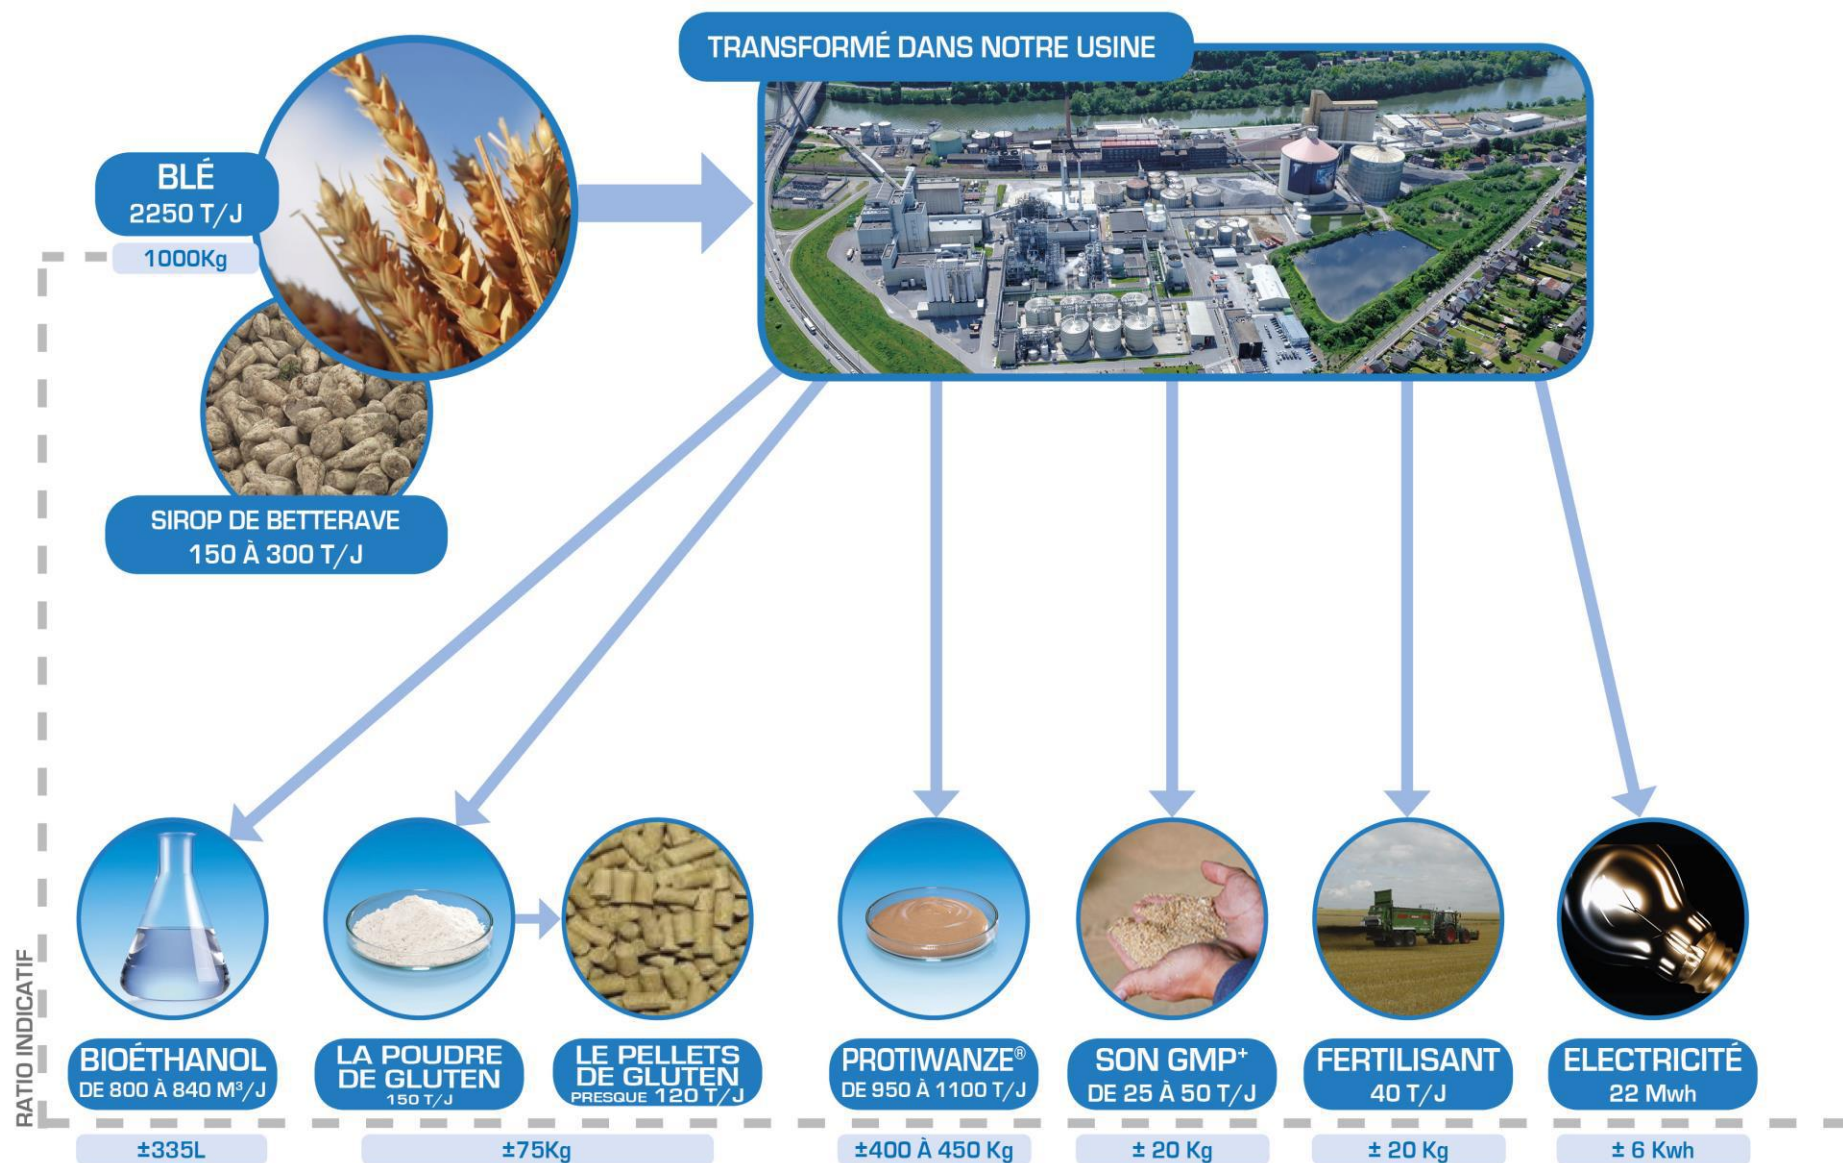 TRANSFORMÉ DANS NOTRE USINE
BLÉ
2250 T/J
1000Kg
SIROP DE BETTERAVE
150 À 300 T/J
RATIO INDICATIF
BIOÉTHANOL
DE 800 À 840 M³/J
±335L
LA POUDRE
DE GLUTEN
150 T/J
LE PELLETS
DE GLUTEN
PRESQUE 120 T/J
±75Kg
PROTIWANZE®
DE 950 À 1100 T/J
±400 À 450 Kg
SON GMP⁺
DE 25 À 50 T/J
± 20 Kg
FERTILISANT
40 T/J
± 20 Kg
ELECTRICITÉ
22 Mwh
± 6 Kwh